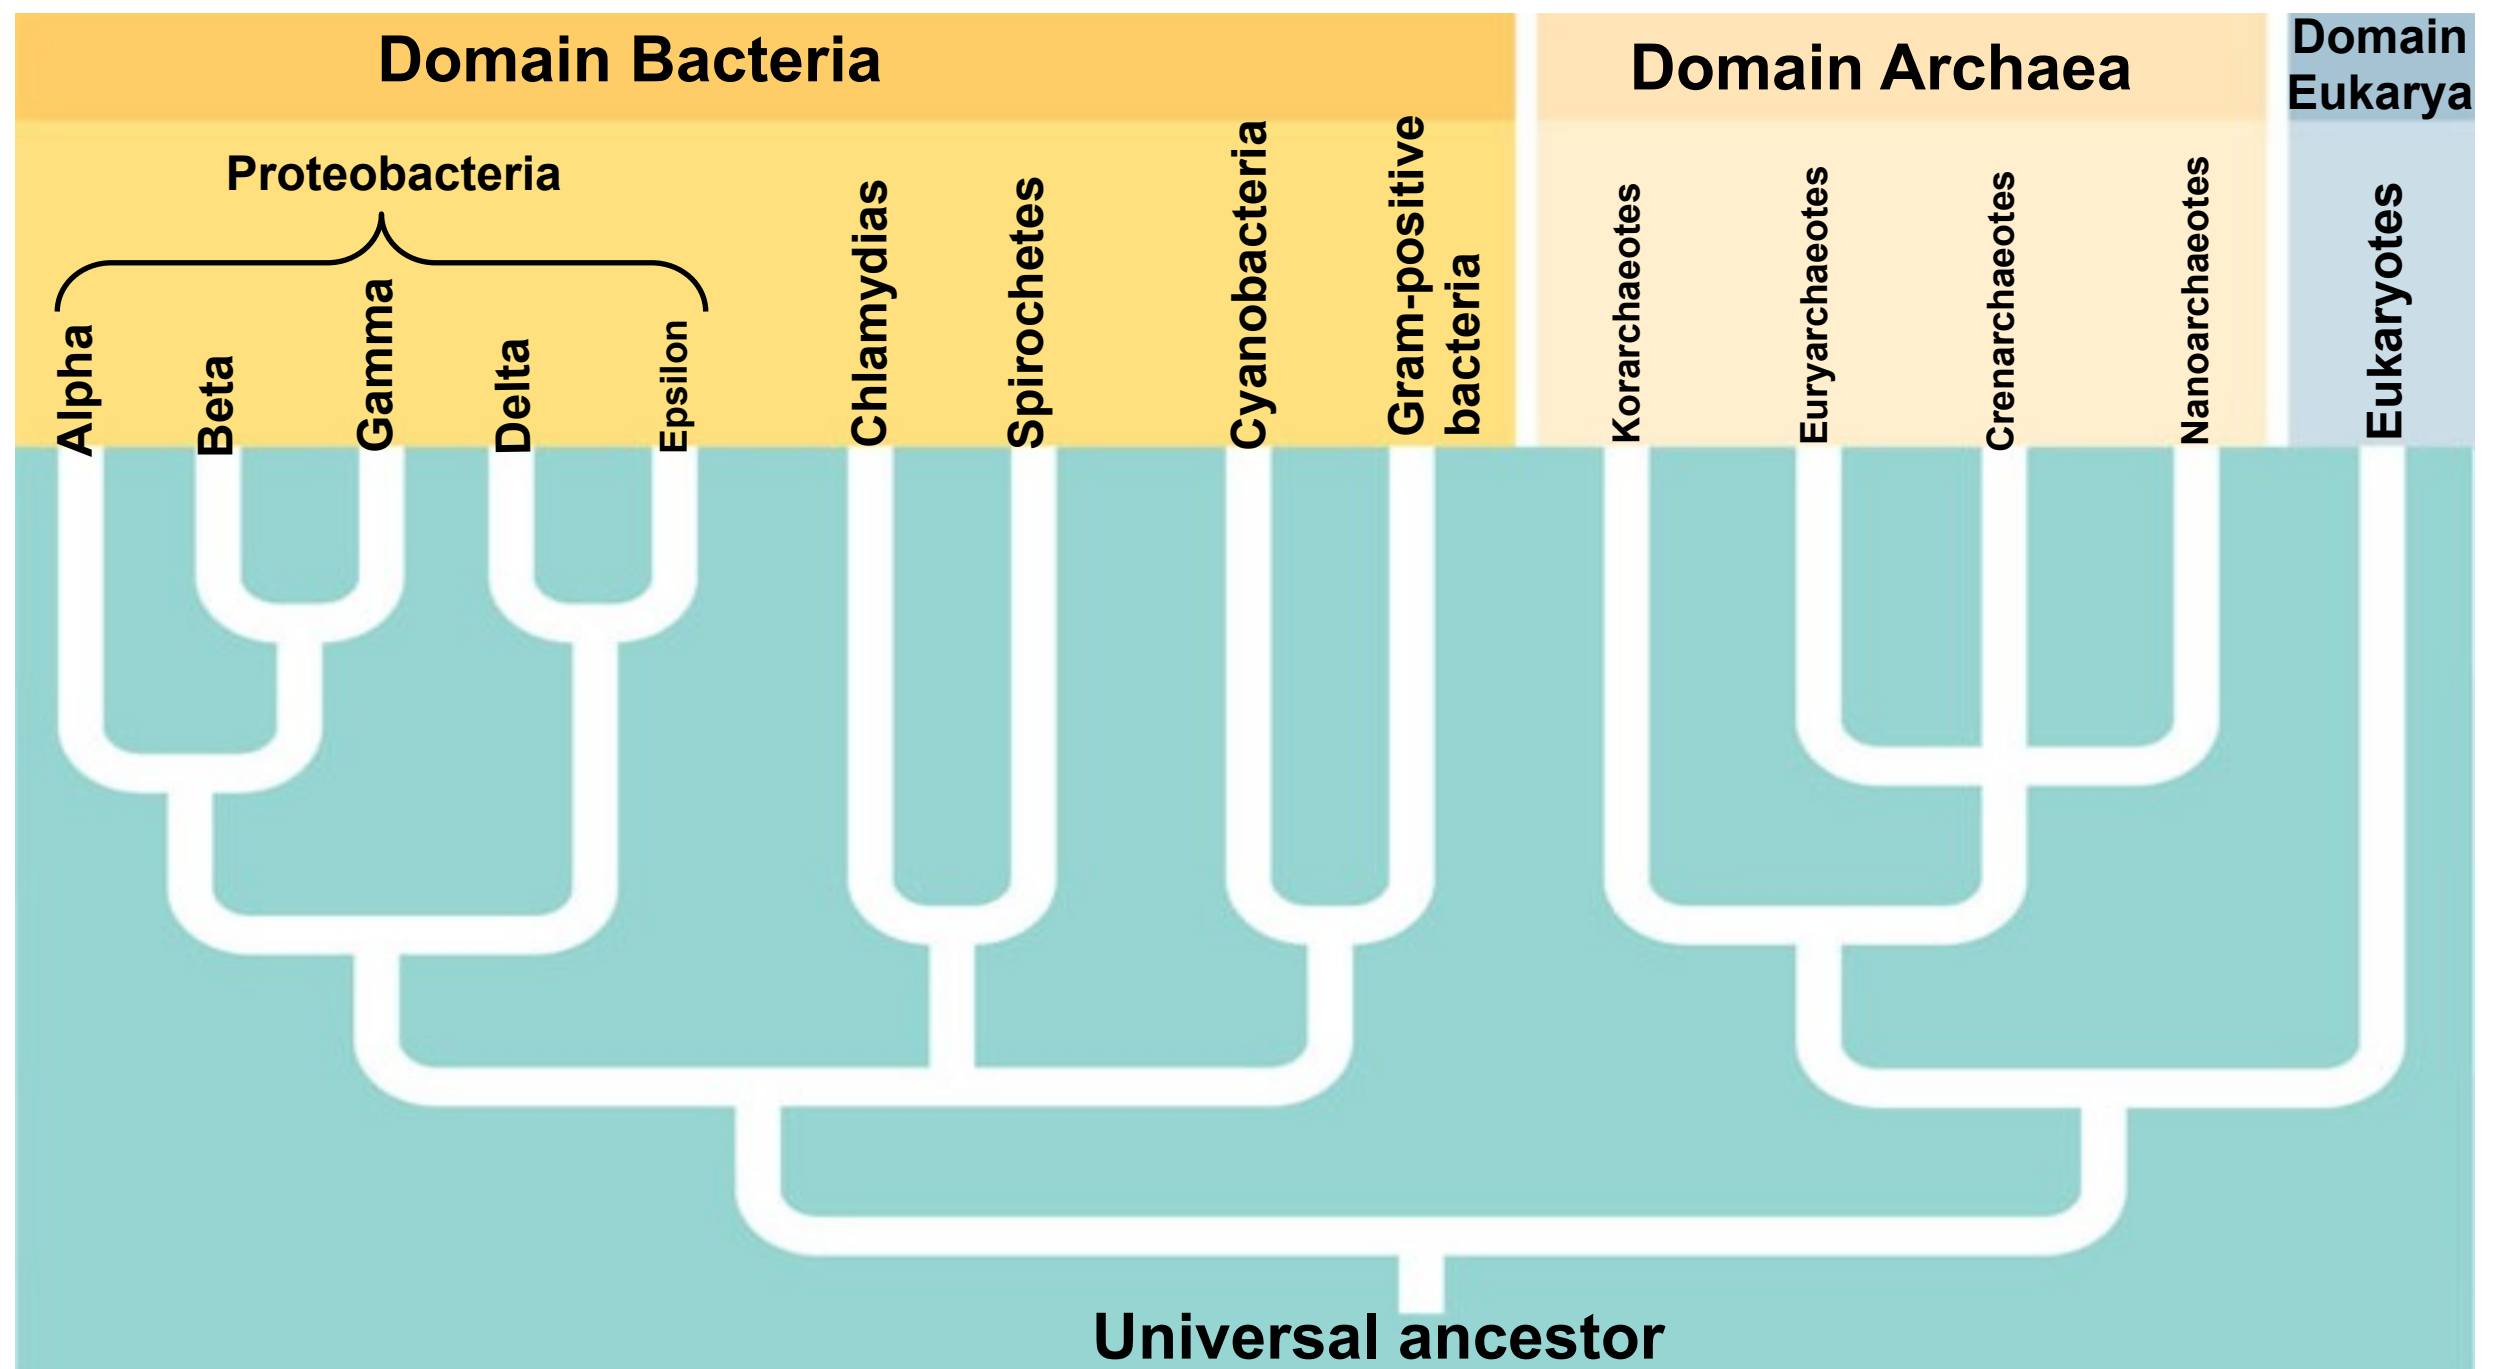 Domain Bacteria
Domain Archaea
Domain
Eukarya
Proteobacteria
Alpha
Beta
Gamma
Delta
Epsilon
Chlamydias
Spirochetes
Cyanobacteria
Gram-positive
bacteria
Korarchaeotes
Euryarchaeotes
Crenarchaeotes
Nanoarchaeotes
Eukaryotes
Universal ancestor